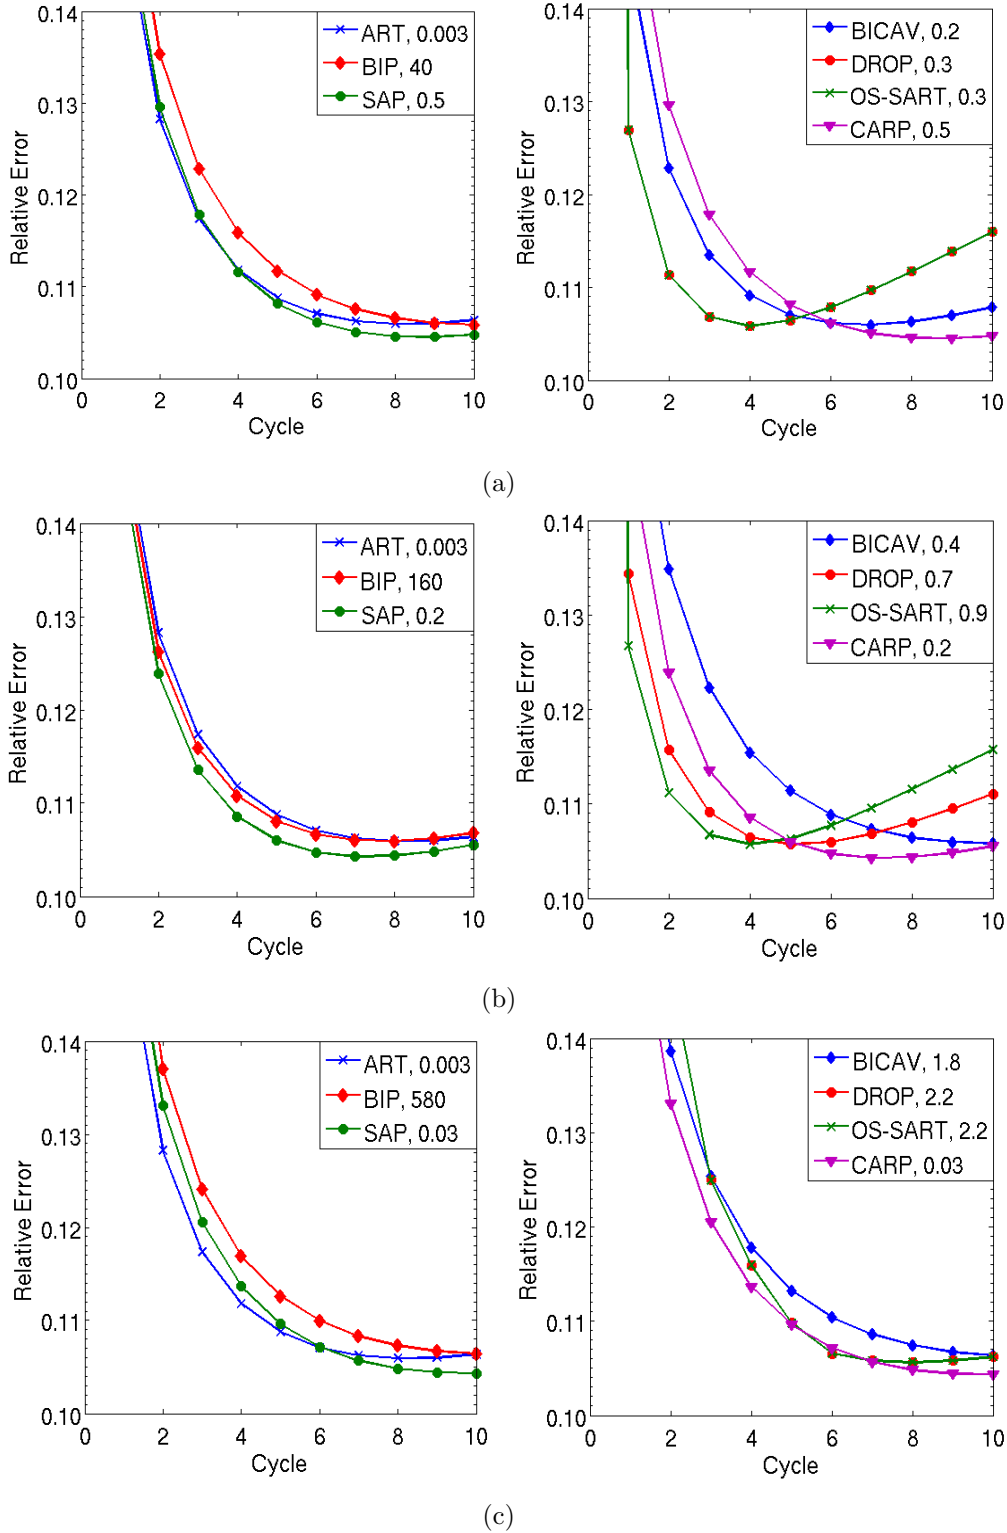 0.14
0.13
0.12
0.11
0.10
0
2
4
6
8
10
Relative Error
Cycle
ART, 0.003
BIP, 40
SAP, 0.5
0.14
0.13
0.12
0.11
0.10
0
2
4
6
8
10
Relative Error
Cycle
BICAV, 0.2
DROP, 0.3
OS-SART, 0.3
CARP, 0.5
(a)
0.14
0.13
0.12
0.11
0.10
0
2
4
6
8
10
Relative Error
Cycle
ART, 0.003
BIP, 160
SAP, 0.2
0.14
0.13
0.12
0.11
0.10
0
2
4
6
8
10
Relative Error
Cycle
BICAV, 0.4
DROP, 0.7
OS-SART, 0.9
CARP, 0.2
(b)
0.14
0.13
0.12
0.11
0.10
0
2
4
6
8
10
Relative Error
Cycle
ART, 0.003
BIP, 580
SAP, 0.03
0.14
0.13
0.12
0.11
0.10
0
2
4
6
8
10
Relative Error
Cycle
BICAV, 1.8
DROP, 2.2
OS-SART, 2.2
CARP, 0.03
(c)